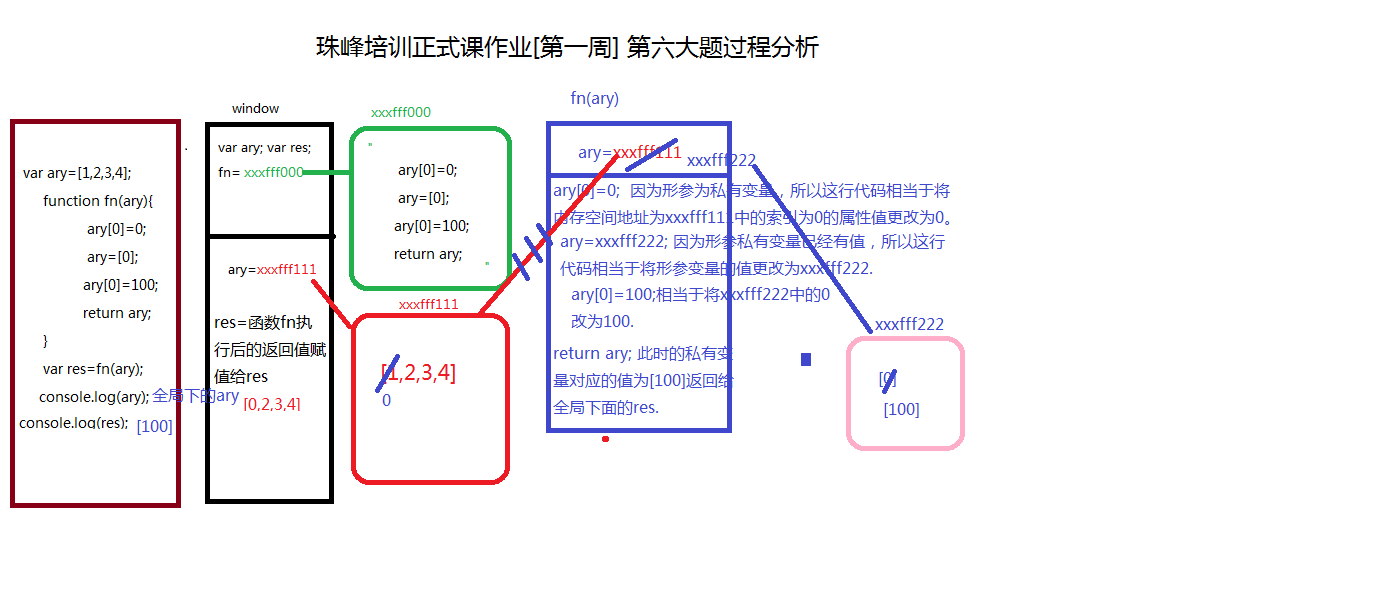 珠峰培训正式课作业[第一周] 第六大题过程分析
var ary=[1,2,3,4];
function fn(ary){
ary[0]=0;
ary=[0];
ary[0]=100;
return ary;
}
var res=fn(ary);
console.log(ary); 全局下的ary
[0,2,3,4]
console.log(res); [100]
window
var ary; var res;
fn= xxxfff000
ary=xxxfff111
res=函数fn执
行后的返回值赋
值给res
xxxfff000
"
ary[0]=0;
ary=[0];
ary[0]=100;
return ary;
"
xxxfff111
[1,2,3,4]
0
fn(ary)
ary=xxxfff111 xxxfff222
ary[0]=0; 因为形参为私有变量，所以这行代码相当于将
内存空间地址为xxxfff111中的索引为0的属性值更改为0。
ary=xxxfff222; 因为形参私有变量已经有值，所以这行
代码相当于将形参变量的值更改为xxxfff222.
ary[0]=100;相当于将xxxfff222中的0
改为100.
return ary; 此时的私有变
量对应的值为[100]返回给
全局下面的res.
xxxfff222
[0]
[100]